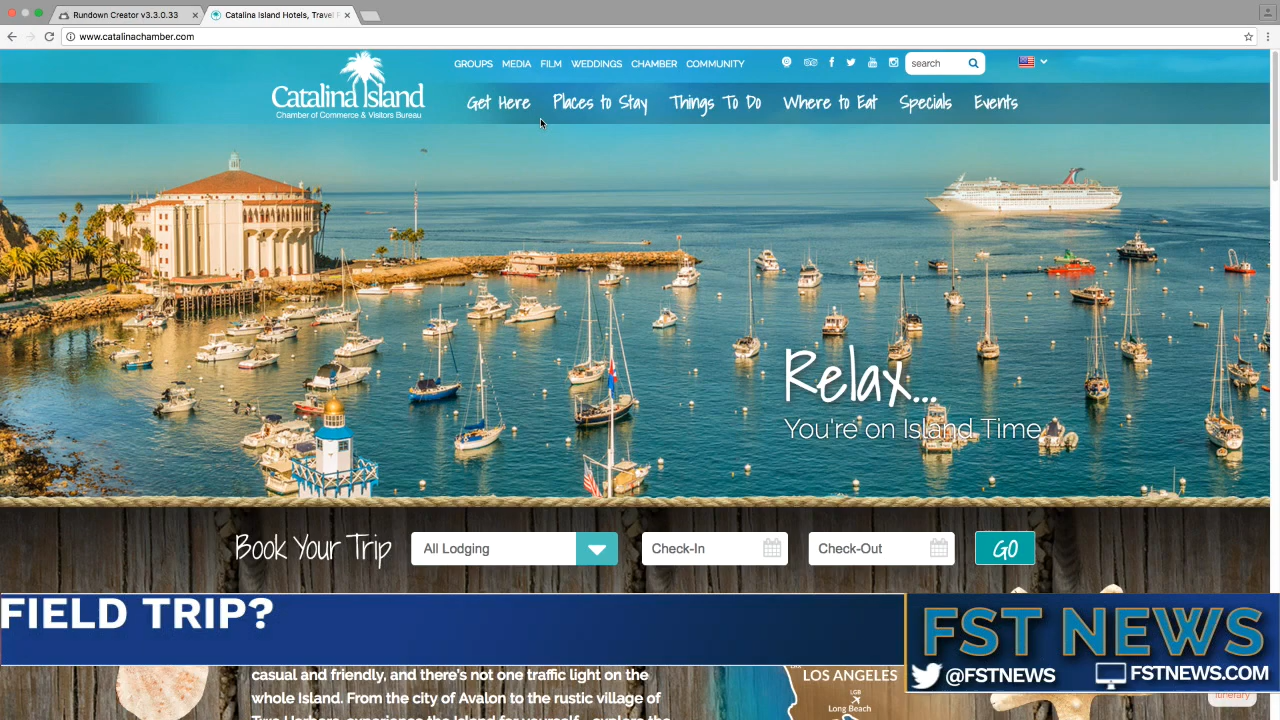 Rundown Creator v3.3.0.33
Catalina Island Hotels, Travel
www.catalinachamber.com
GROUPS MEDIA FILM WEDDINGS CHAMBER COMMUNITY
search
Catalina Island
Chamber of Commerce & Visitors Bureau
Get Here Places to Stay Things To Do Where to Eat Specials Events
Relax...
You're on Island Time
Book Your Trip
All Lodging
Check-In
Check-Out
GO
FIELD TRIP?
FST NEWS
@FSTNEWS
FSTNEWS.COM
casual and friendly, and there's not one traffic light on the
whole Island. From the city of Avalon to the rustic village of
Two Harbors, experience the Island for yourself - explore the
LOS ANGELES
LGB
Long Beach
itinerary